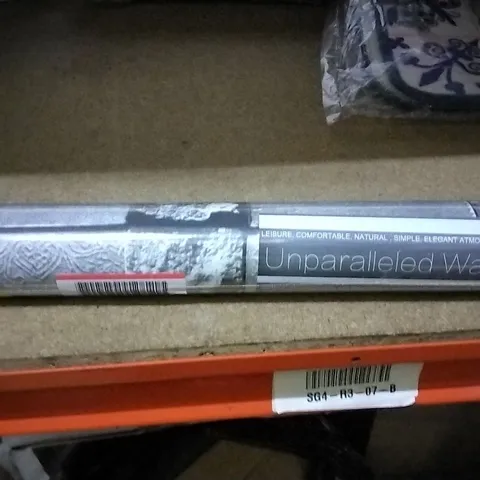 LEISURE, COMFORTABLE, NATURAL, SIMPLE, ELEGANT ATMO
Unparalleled Wa
SG4-R3-07-B